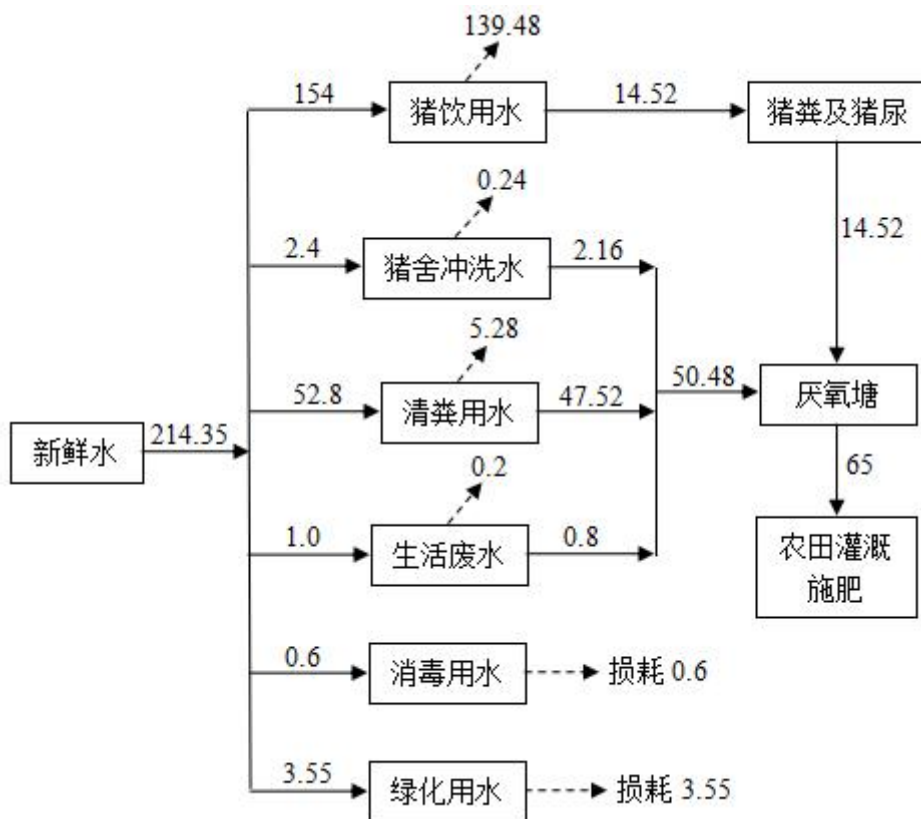 139.48
154
猪饮用水
14.52
猪粪及猪尿
0.24
14.52
2.4
猪舍冲洗水
2.16
5.28
52.8
清粪用水
47.52
50.48
厌氧塘
新鲜水
214.35
0.2
65
1.0
生活废水
0.8
农田灌溉
施肥
0.6
消毒用水
损耗 0.6
3.55
绿化用水
损耗 3.55